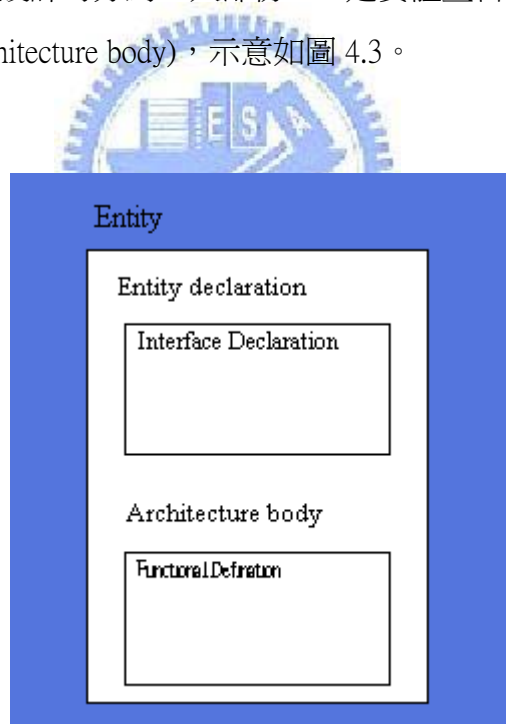 hitecture body)，示意如圖 4.3。
E S A
Entity
Entity declaration
Interface Declaration
Architecture body
Functional Defination